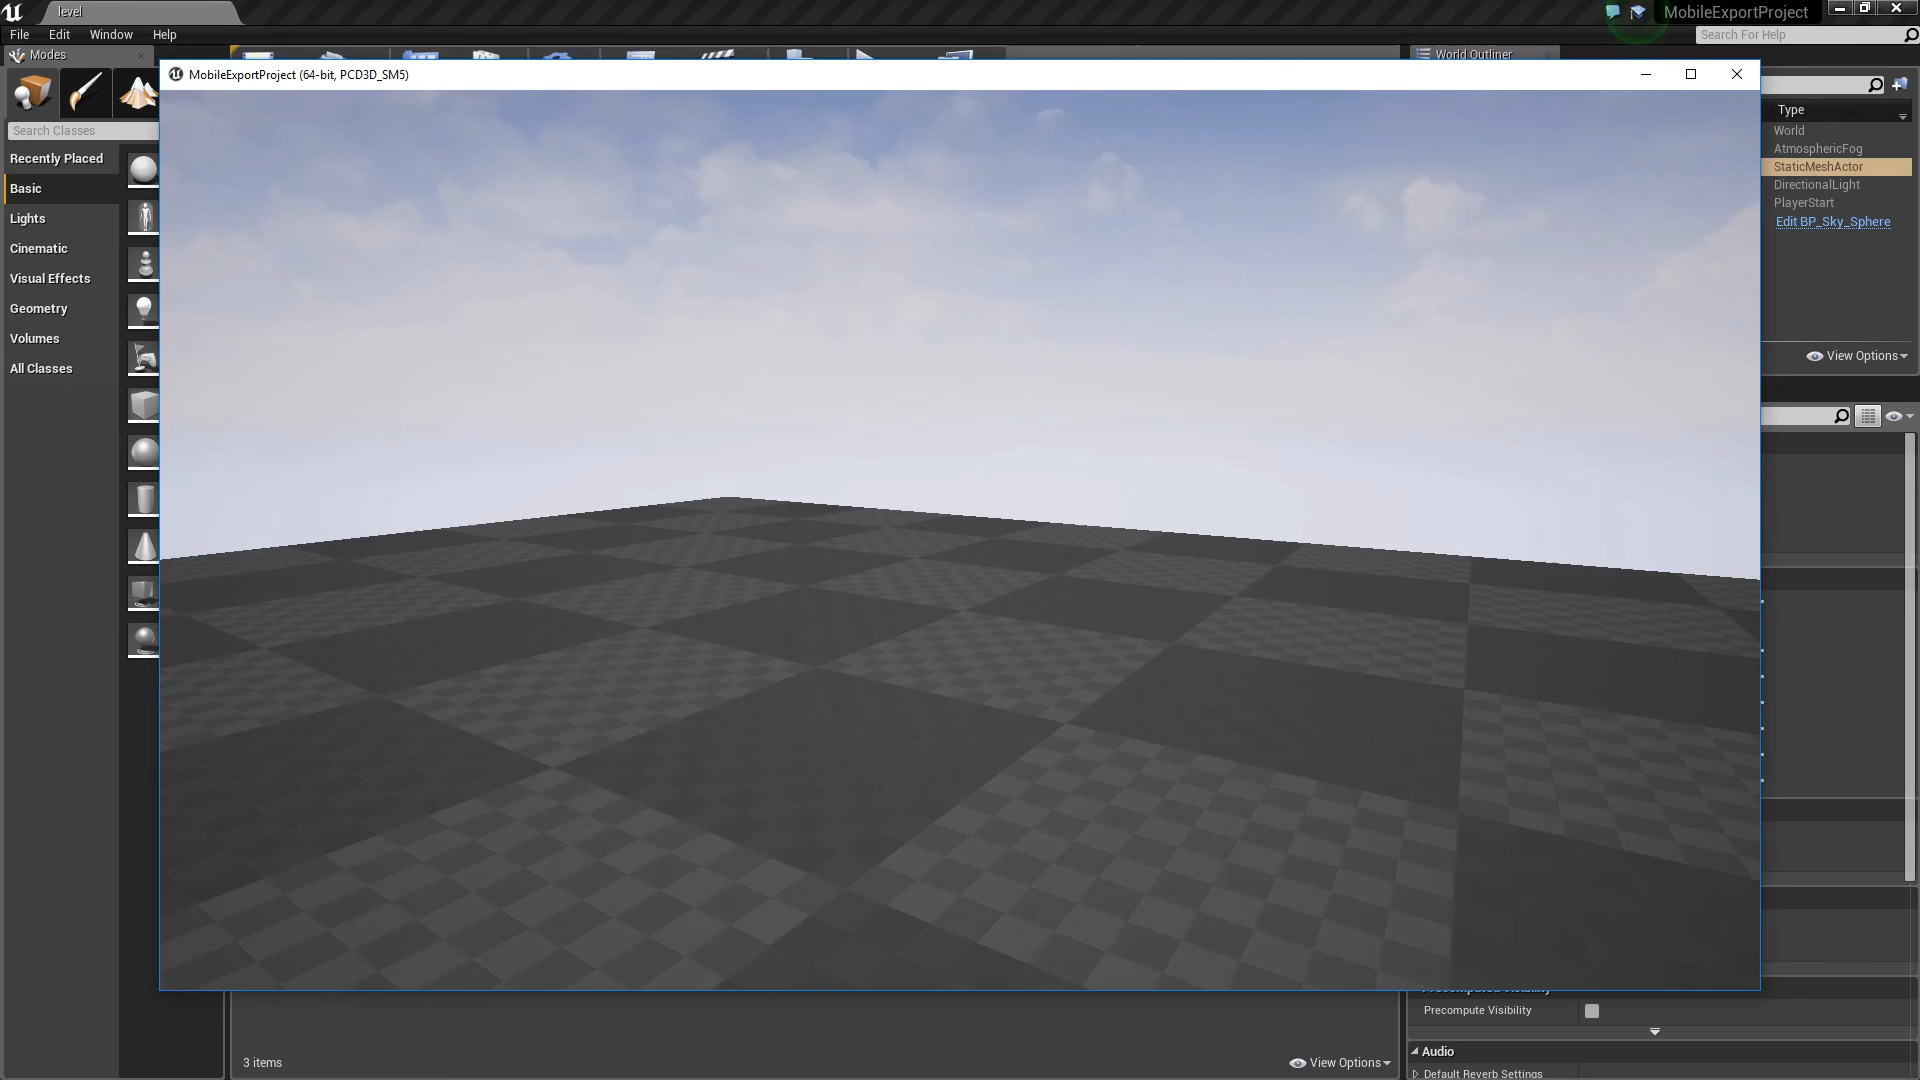 level
MobileExportProject
File Edit Window Help
Search For Help
Modes
World Outliner
MobileExportProject (64-bit, PCD3D_SM5)
Search Classes
Type
Recently Placed
World
AtmosphericFog
StaticMeshActor
Basic
DirectionalLight
PlayerStart
Lights
Edit BP_Sky_Sphere
Cinematic
Visual Effects
Geometry
Volumes
View Options
All Classes
Precomputed Visibility
Precompute Visibility
Audio
3 items
View Options
Default Reverb Settings